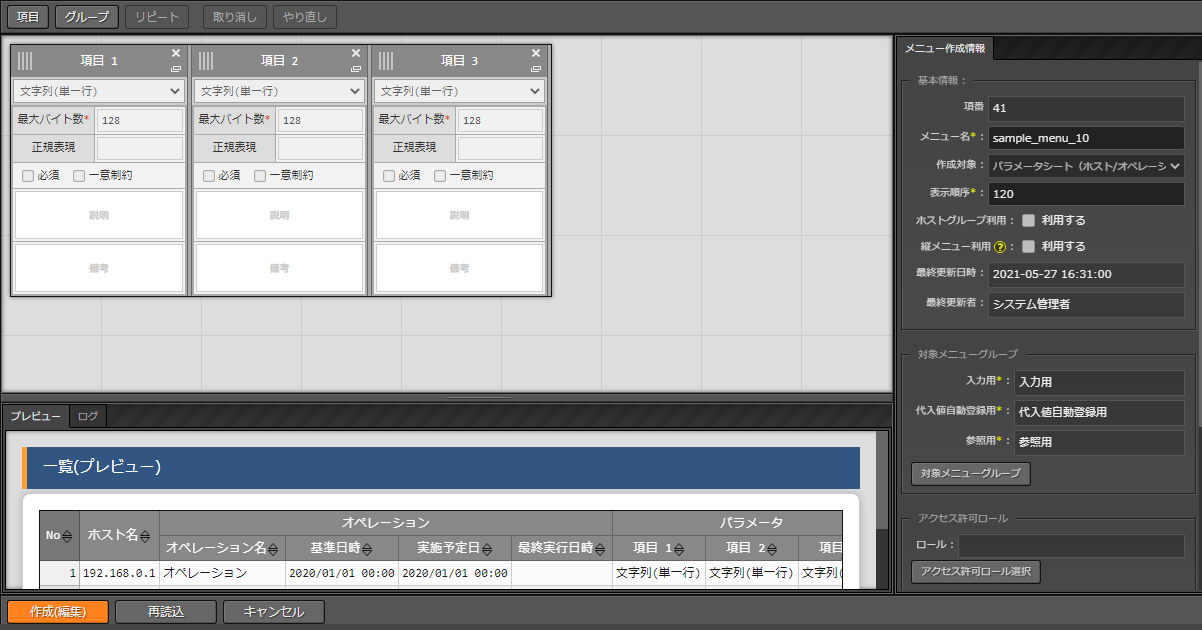 項目 グループ リピート 取り消し やり直し
項目 1 項目 2 項目 3
文字列(単一行) 文字列(単一行) 文字列(単一行)
最大バイト数* 128 最大バイト数* 128 最大バイト数* 128
正規表現 正規表現 正規表現
必須 一意制約 必須 一意制約 必須 一意制約
説明 説明 説明
備考 備考 備考
メニュー作成情報
基本情報：
項番 41
メニュー名*： sample_menu_10
作成対象： パラメータシート（ホスト/オペレーシ
表示順序*： 120
ホストグループ利用： 利用する
縦メニュー利用?： 利用する
最終更新日時： 2021-05-27 16:31:00
最終更新者： システム管理者
対象メニューグループ
入力用*： 入力用
代入値自動登録用*： 代入値自動登録用
参照用*： 参照用
対象メニューグループ
アクセス許可ロール
ロール：
アクセス許可ロール選択
プレビュー ログ
一覧(プレビュー)
No ホスト名 オペレーション パラメータ
オペレーション名 基準日時 実施予定日 最終実行日時 項目 1 項目 2 項目
1 192.168.0.1 オペレーション 2020/01/01 00:00 2020/01/01 00:00 文字列(単一行) 文字列(単一行) 文字列(
作成(編集) 再読込 キャンセル